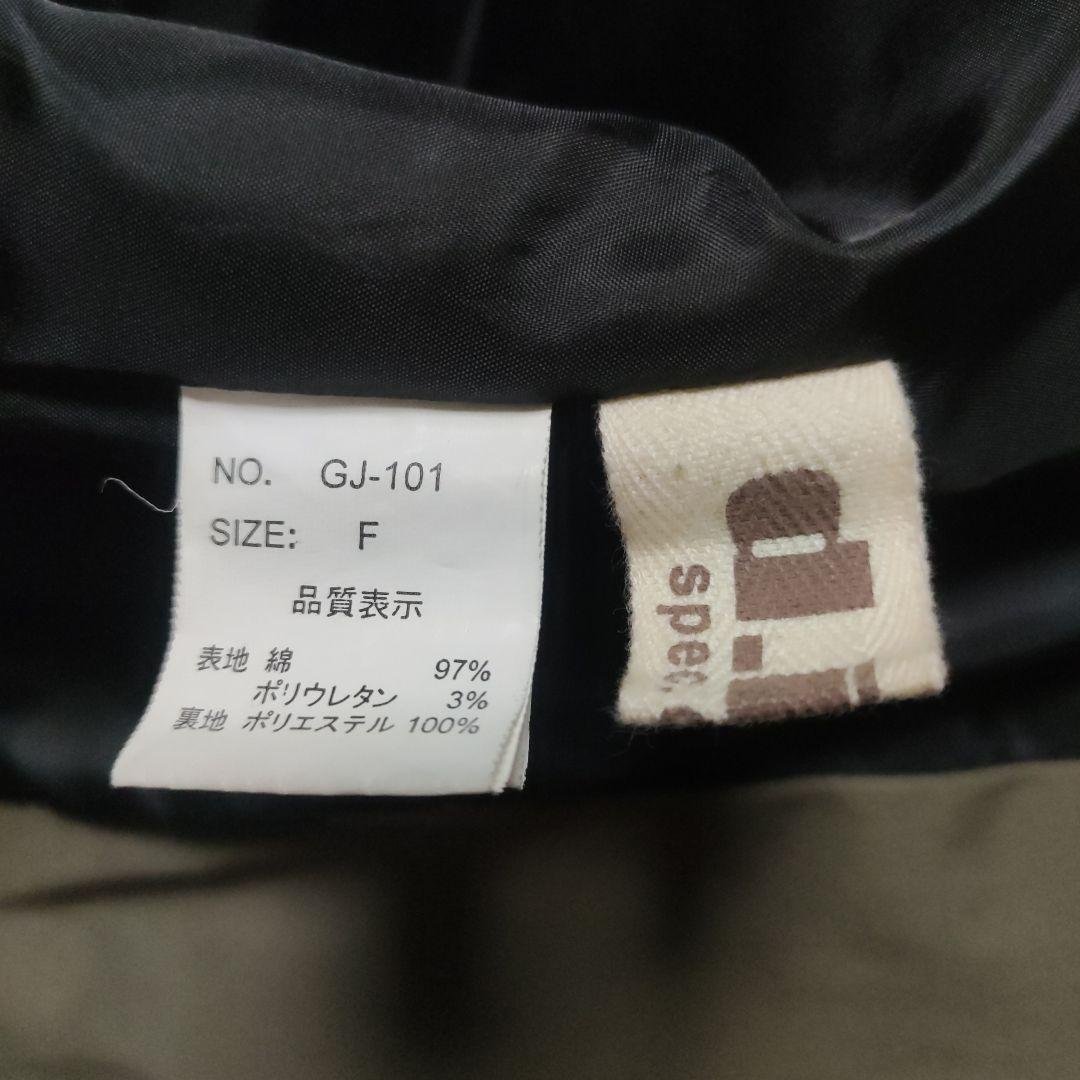 NO. GJ-101
SIZE: F
品質表示
表地 綿 97%
ポリウレタン 3%
裏地 ポリエステル 100%